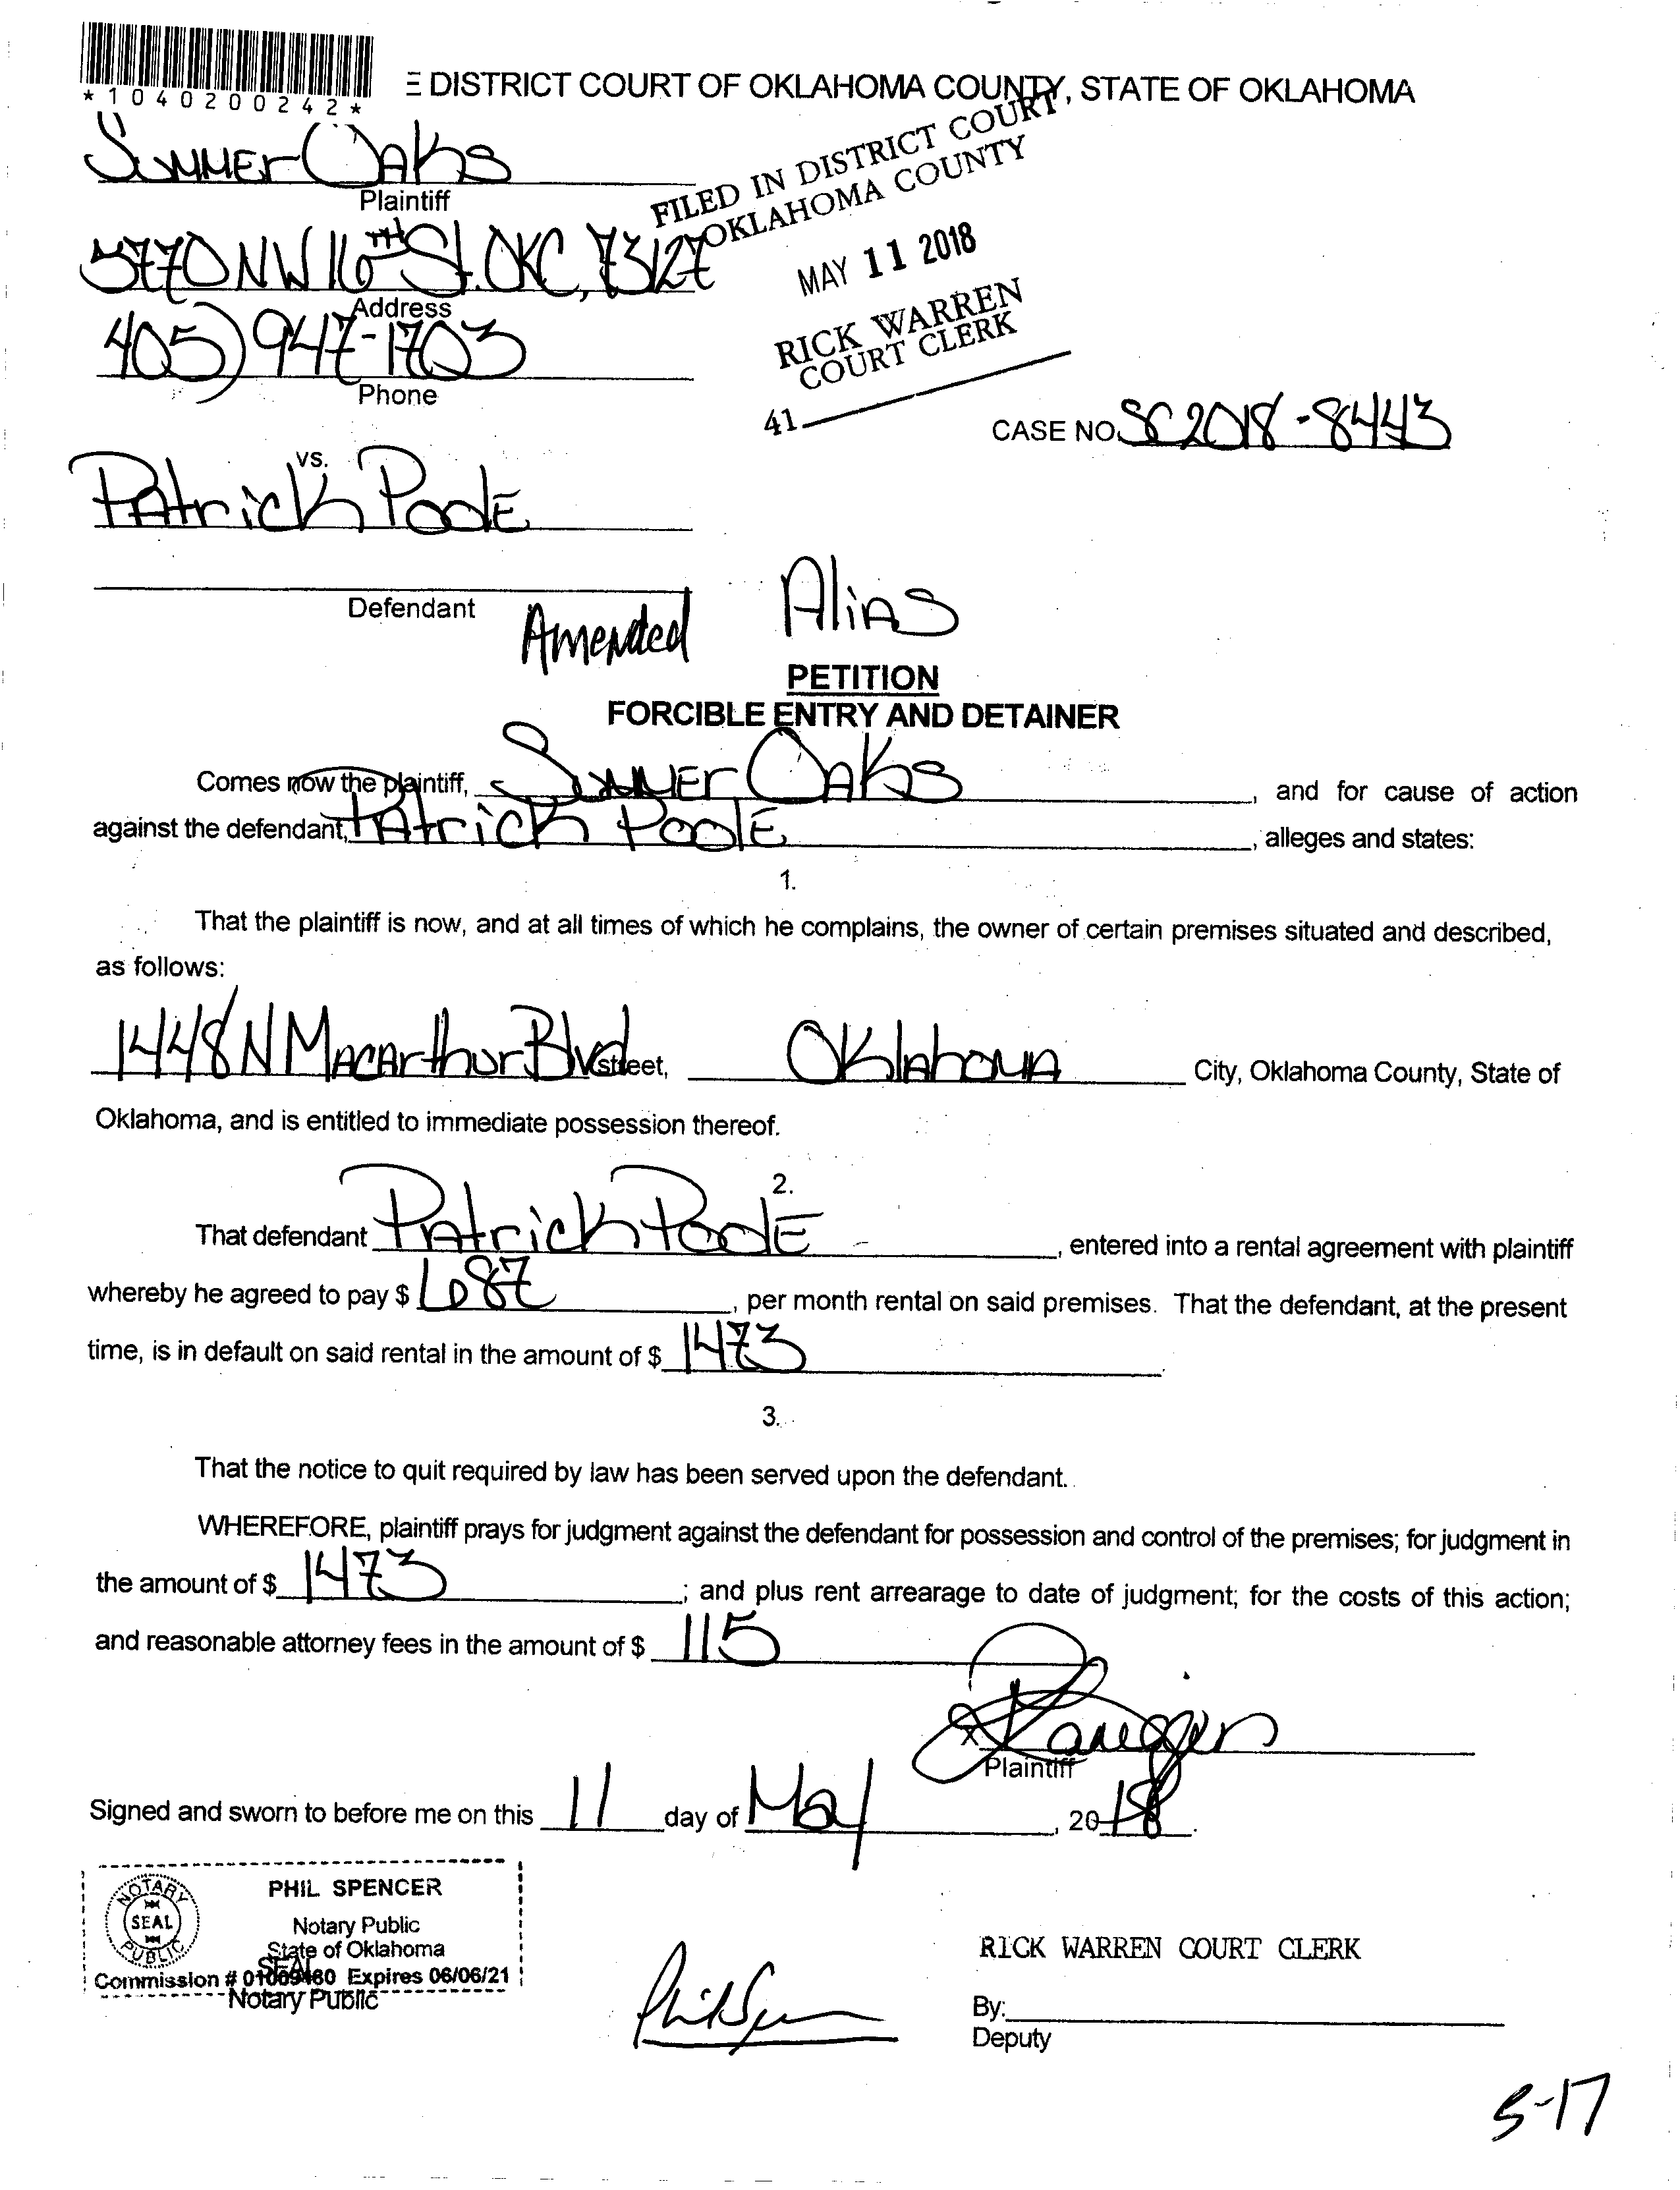 *1040200242*
E DISTRICT COURT OF OKLAHOMA COUNTY, STATE OF OKLAHOMA
Summer Oaks
Plaintiff
FILED IN DISTRICT COURT
OKLAHOMA COUNTY
5770 NW 16TH St. OKC, 73127
Address
MAY 11 2018
405) 947-1703
Phone
RICK WARREN
COURT CLERK
41
CASE NO. SC 2018-8443
vs.
Patrick Poole
Defendant
Amended Alias
PETITION
FORCIBLE ENTRY AND DETAINER
Comes now the plaintiff, Summer Oaks, and for cause of action
against the defendant, Patrick Poole, alleges and states:
1.
That the plaintiff is now, and at all times of which he complains, the owner of certain premises situated and described,
as follows:
1448 N Macarthur Blvd street, Oklahoma City, Oklahoma County, State of
Oklahoma, and is entitled to immediate possession thereof.
2.
That defendant Patrick Poole, entered into a rental agreement with plaintiff
whereby he agreed to pay $ 687, per month rental on said premises. That the defendant, at the present
time, is in default on said rental in the amount of $ 1473.
3.
That the notice to quit required by law has been served upon the defendant.
WHEREFORE, plaintiff prays for judgment against the defendant for possession and control of the premises; for judgment in
the amount of $ 1473; and plus rent arrearage to date of judgment; for the costs of this action;
and reasonable attorney fees in the amount of $ 115
X
Plaintiff
Signed and sworn to before me on this 11 day of May, 2018.
NOTARY PUBLIC SEAL
PHIL SPENCER
Notary Public
State of Oklahoma
SEAL
Commission # 01009460 Expires 06/06/21
Notary Public
RICK WARREN COURT CLERK
Phil Spencer
By:
Deputy
5-17